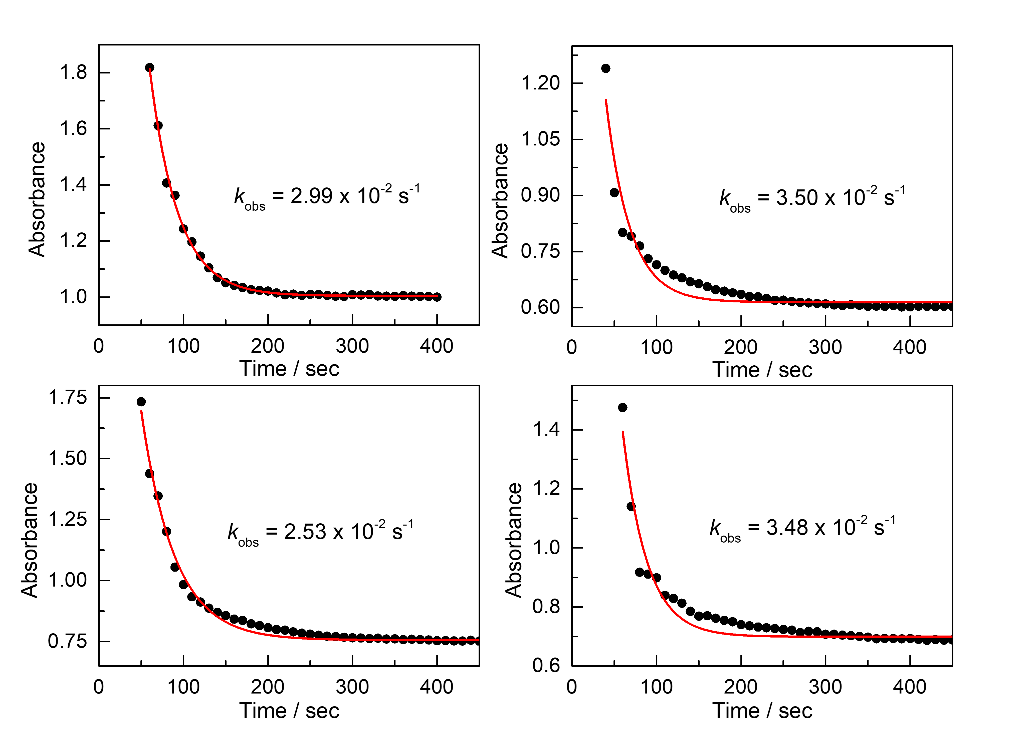 1.8
1.6
1.4
1.2
1.0
Absorbance
k_obs = 2.99 x 10^-2 s^-1
0 100 200 300 400
Time / sec
1.20
1.05
0.90
0.75
0.60
Absorbance
k_obs = 3.50 x 10^-2 s^-1
0 100 200 300 400
Time / sec
1.75
1.50
1.25
1.00
0.75
Absorbance
k_obs = 2.53 x 10^-2 s^-1
0 100 200 300 400
Time / sec
1.4
1.2
1.0
0.8
0.6
Absorbance
k_obs = 3.48 x 10^-2 s^-1
0 100 200 300 400
Time / sec